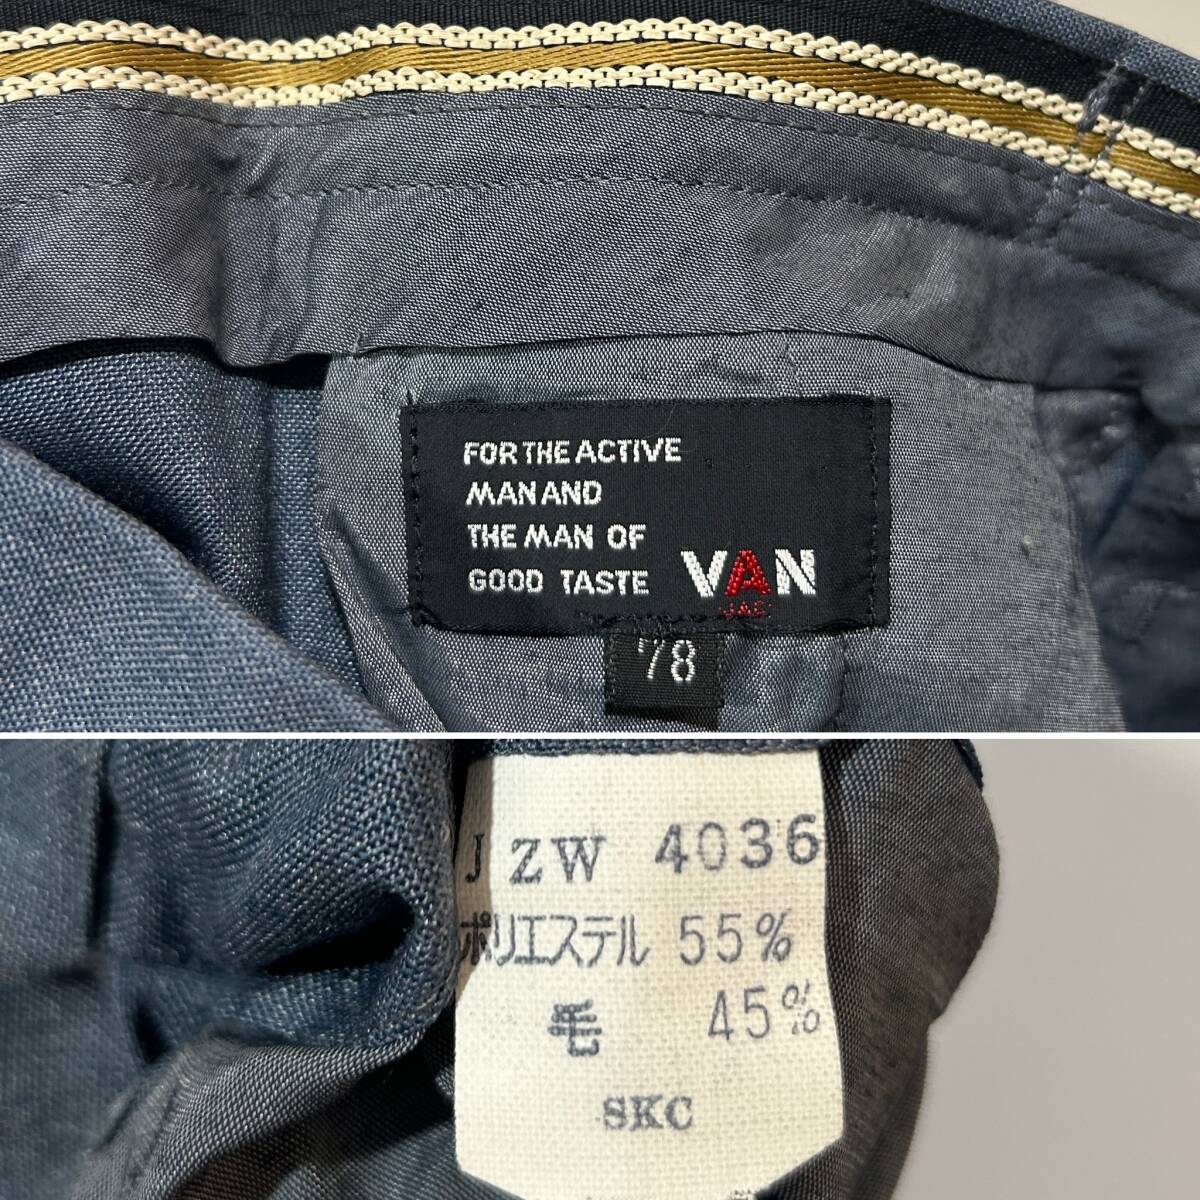 FOR THE ACTIVE
MAN AND
THE MAN OF
GOOD TASTE VAN
JAC
78
JZW 4036
ポリエステル 55%
毛 45%
SKC